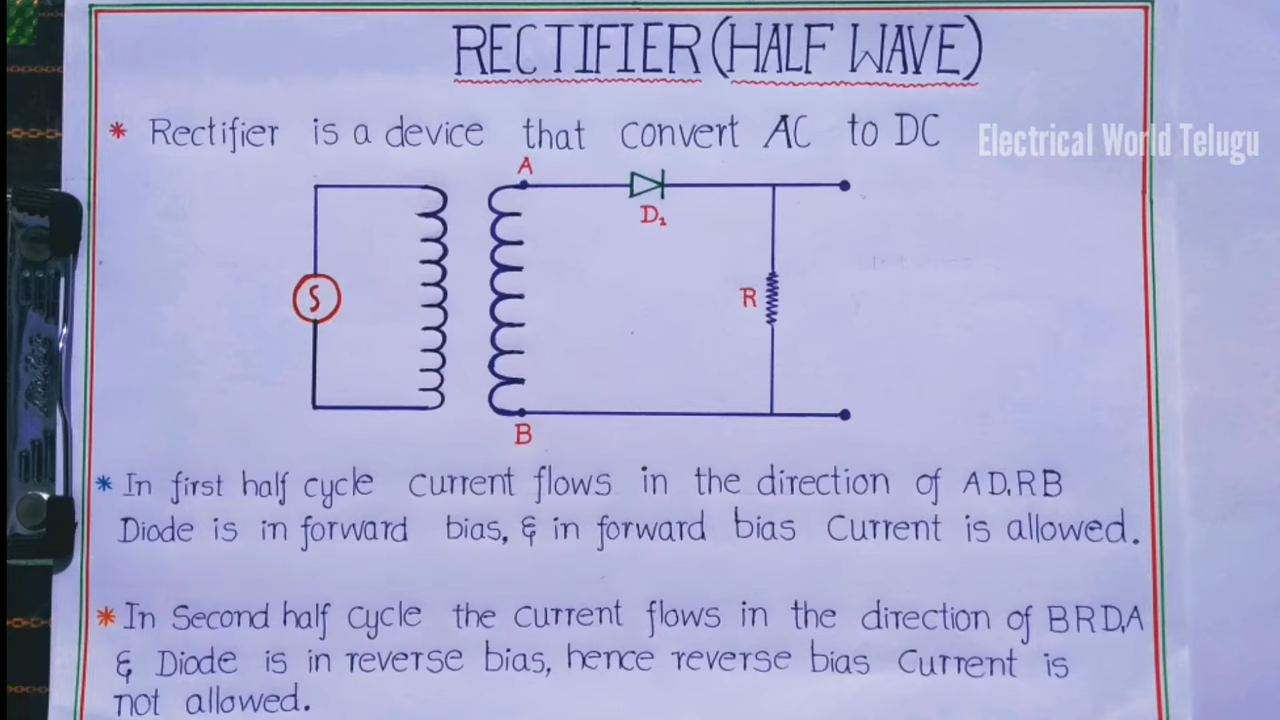 RECTIFIER (HALF WAVE)
* Rectifier is a device that convert AC to DC
Electrical World Telugu
A
D₁
S
R
B
* In first half cycle current flows in the direction of AD₁RB
Diode is in forward bias, & in forward bias Current is allowed.
* In Second half cycle the current flows in the direction of BRD₁A
& Diode is in reverse bias, hence reverse bias Current is
not allowed.